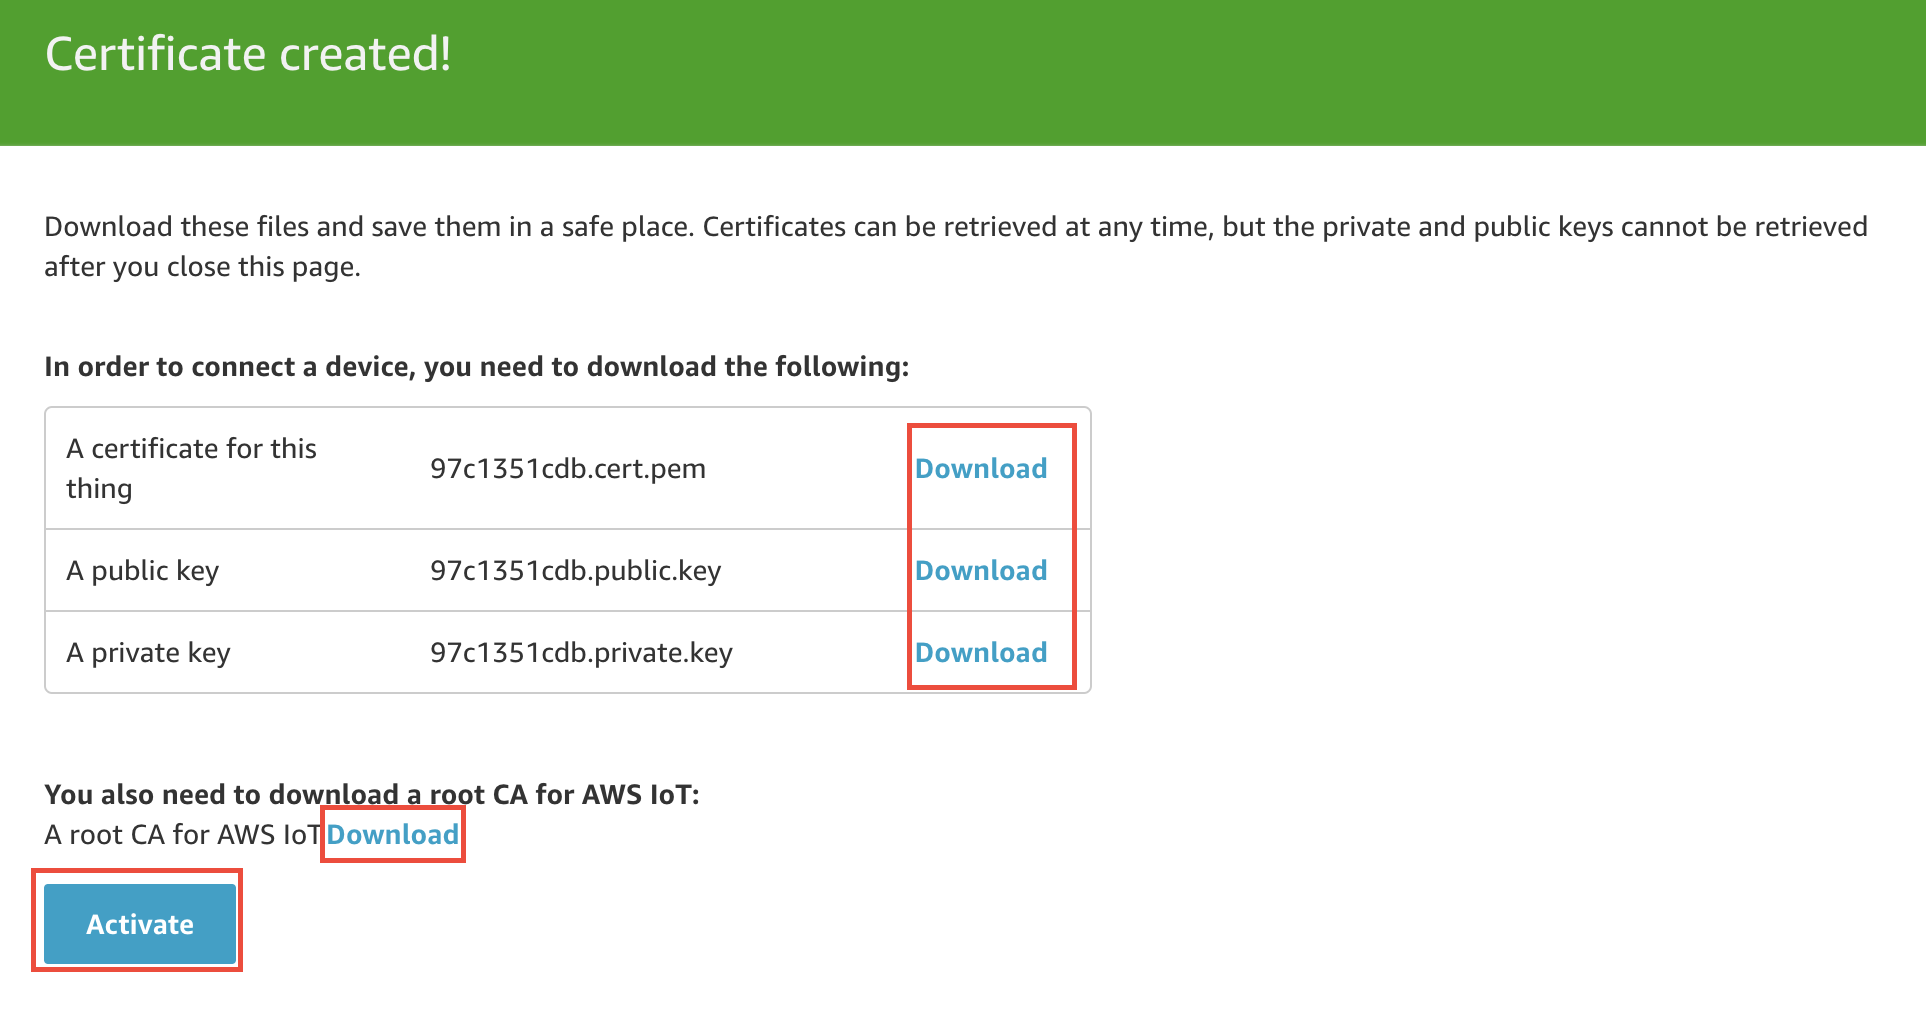 Certificate created!
Download these files and save them in a safe place. Certificates can be retrieved at any time, but the private and public keys cannot be retrieved
after you close this page.
In order to connect a device, you need to download the following:
A certificate for this
thing
97c1351cdb.cert.pem
Download
A public key
97c1351cdb.public.key
Download
A private key
97c1351cdb.private.key
Download
You also need to download a root CA for AWS IoT:
A root CA for AWS IoT Download
Activate